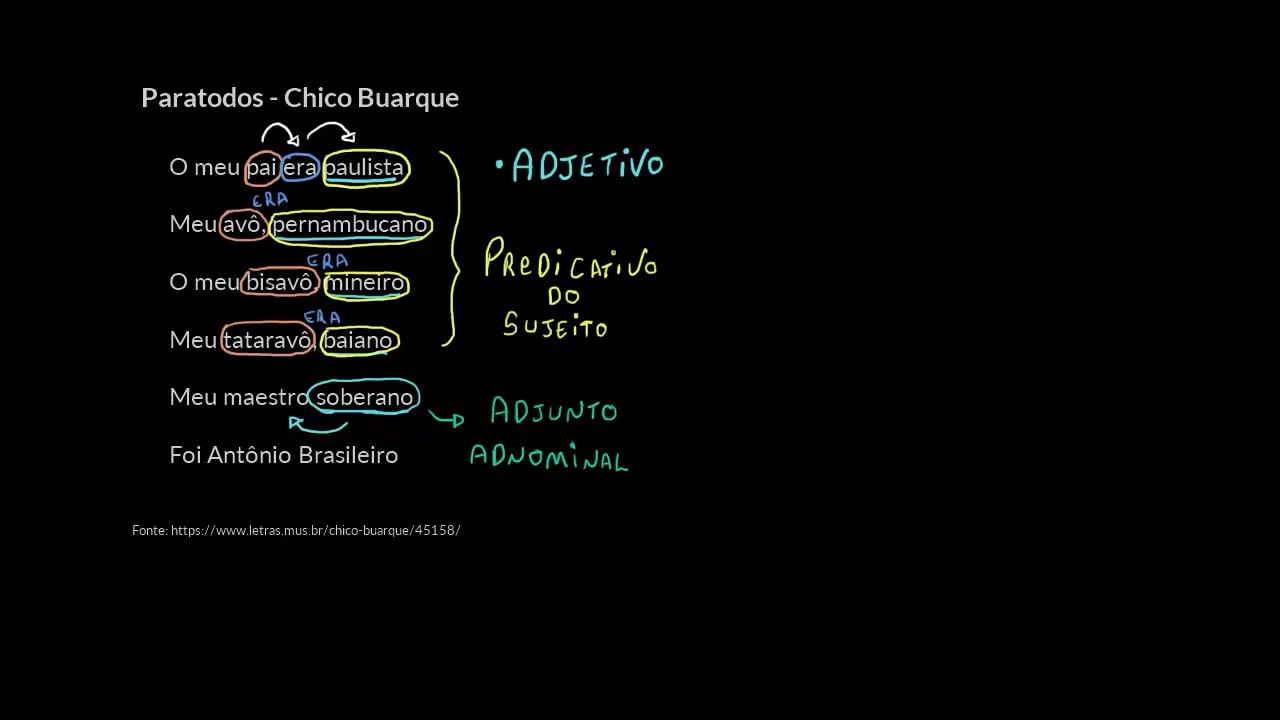 Paratodos - Chico Buarque
O meu pai era paulista
• ADJETIVO
ERA
Meu avô, pernambucano
ERA
O meu bisavô, mineiro
PREDICATIVO
DO
SUJEITO
ERA
Meu tataravô, baiano
Meu maestro soberano
ADJUNTO
Foi Antônio Brasileiro
ADNOMINAL
Fonte: https://www.letras.mus.br/chico-buarque/45158/